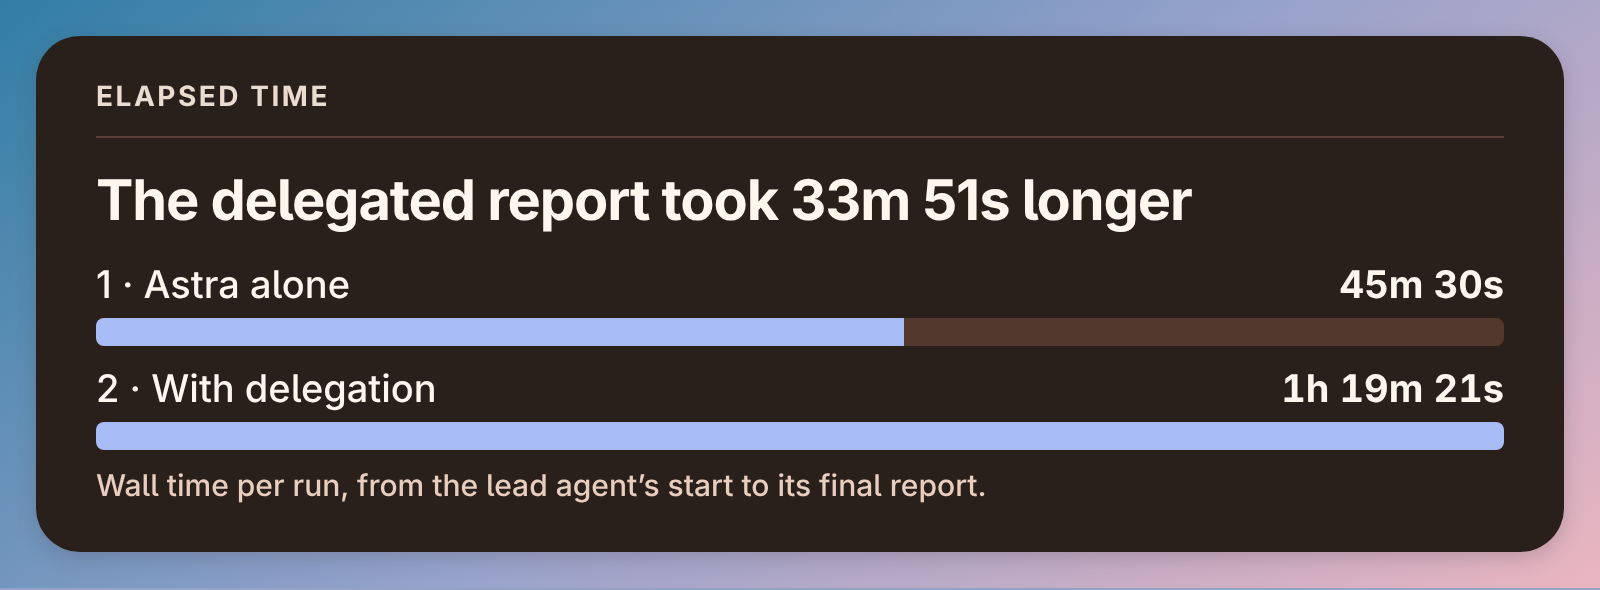 ELAPSED TIME
The delegated report took 33m 51s longer
1 · Astra alone 45m 30s
2 · With delegation 1h 19m 21s
Wall time per run, from the lead agent’s start to its final report.